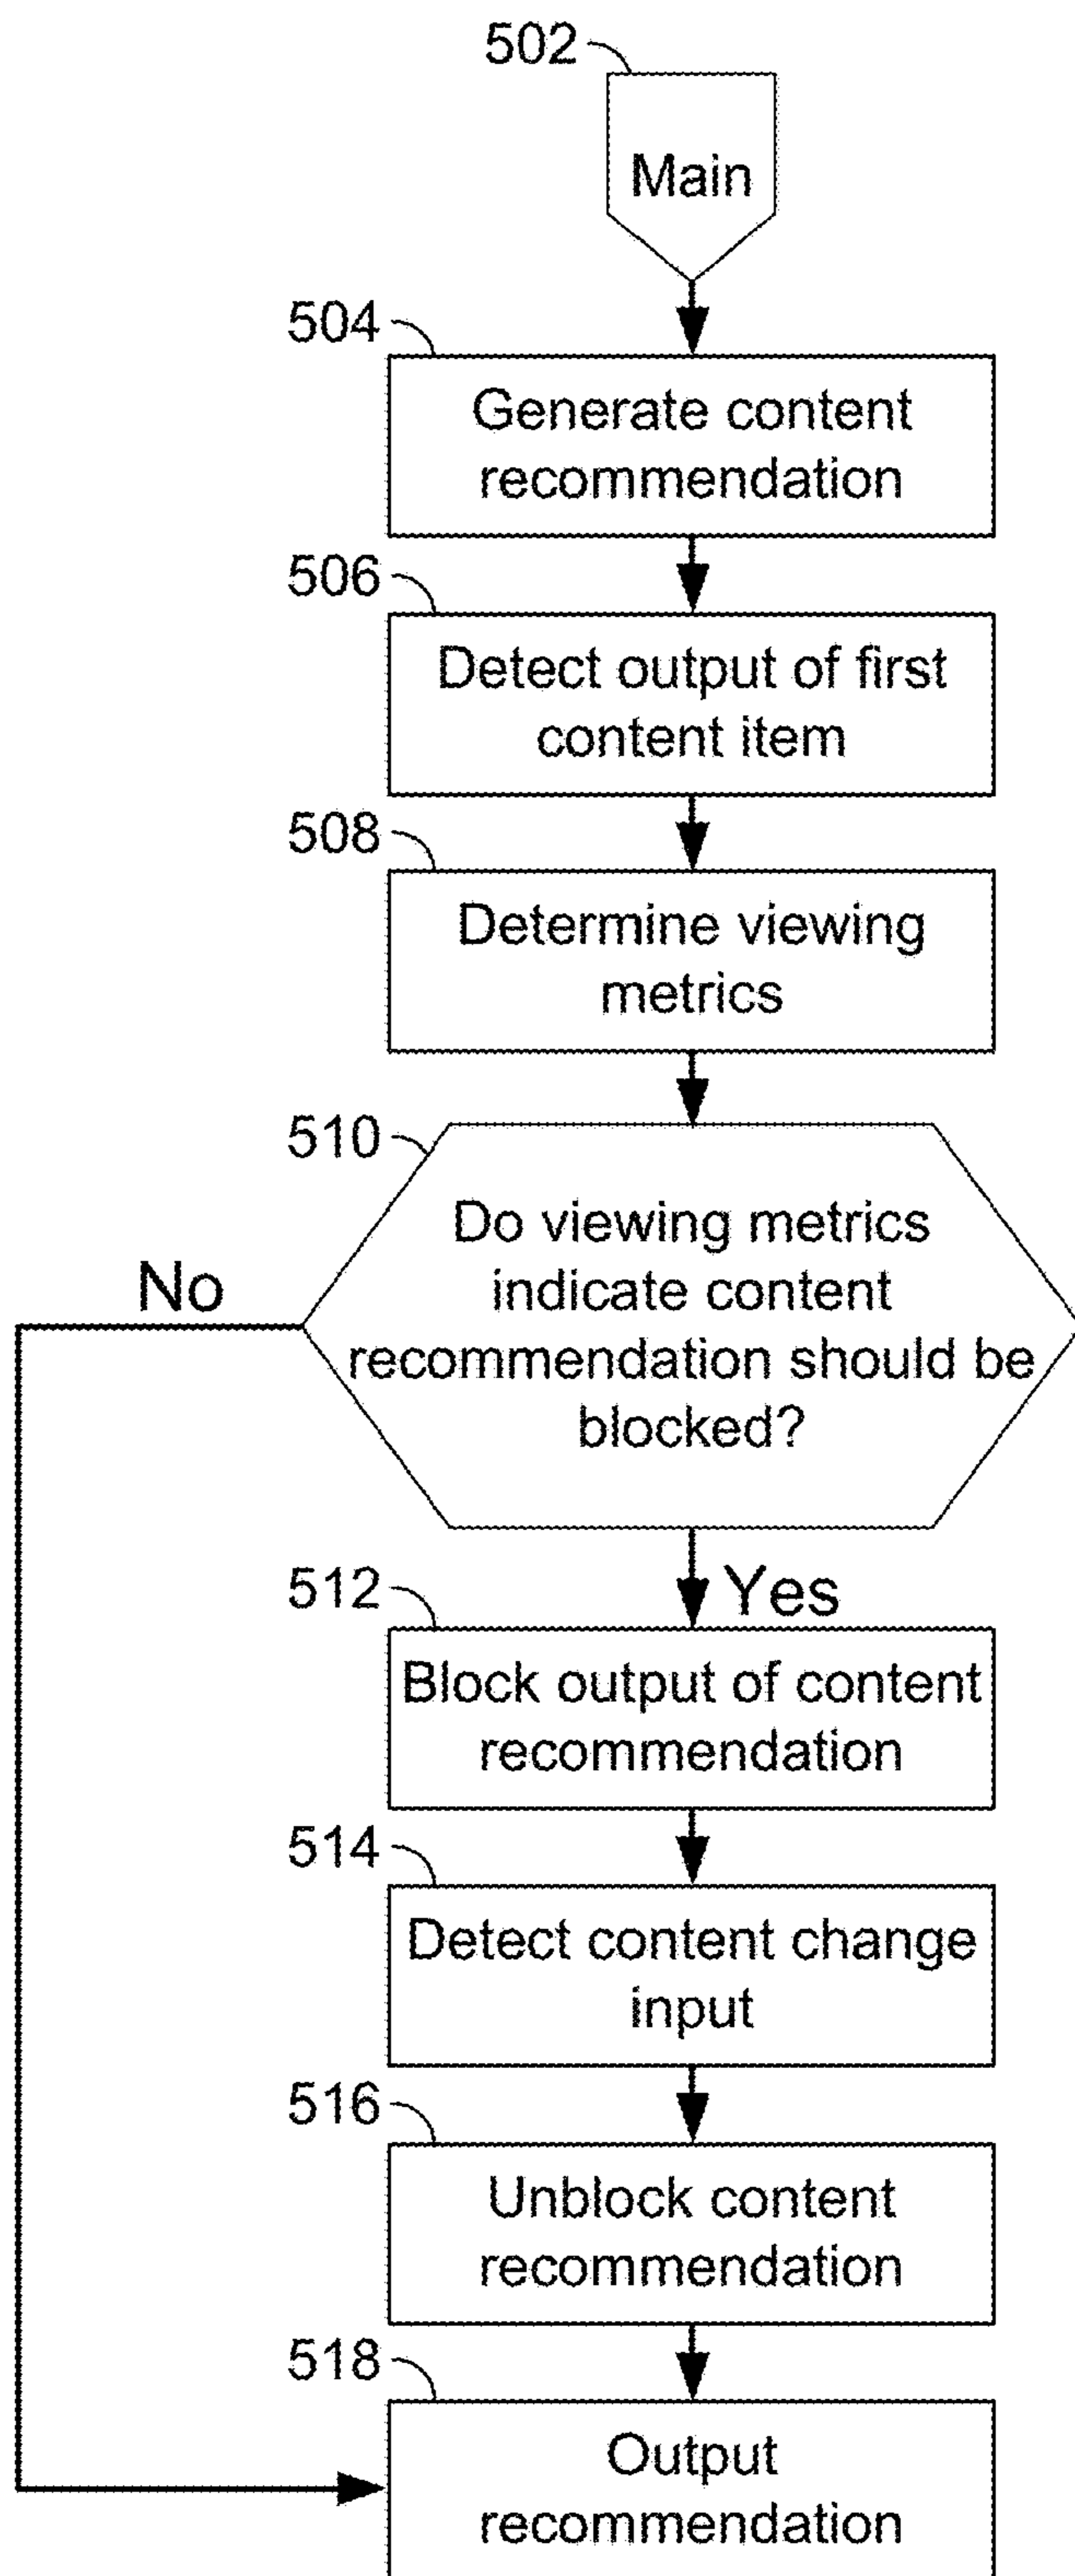 502
Main
504
Generate content
recommendation
506
Detect output of first
content item
508
Determine viewing
metrics
510
Do viewing metrics
indicate content
recommendation should be
blocked?
No
Yes
512
Block output of content
recommendation
514
Detect content change
input
516
Unblock content
recommendation
518
Output
recommendation